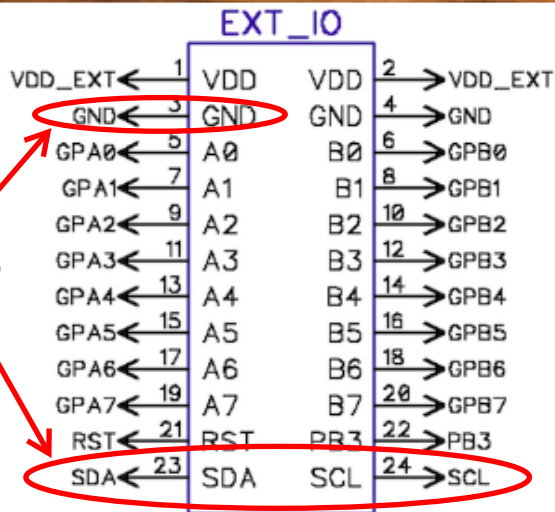 EXT_IO
VDD_EXT 1 VDD VDD 2 VDD_EXT
GND 3 GND GND 4 GND
GPA0 5 A0 B0 6 GPB0
GPA1 7 A1 B1 8 GPB1
GPA2 9 A2 B2 10 GPB2
GPA3 11 A3 B3 12 GPB3
GPA4 13 A4 B4 14 GPB4
GPA5 15 A5 B5 16 GPB5
GPA6 17 A6 B6 18 GPB6
GPA7 19 A7 B7 20 GPB7
RST 21 RST PB3 22 PB3
SDA 23 SDA SCL 24 SCL